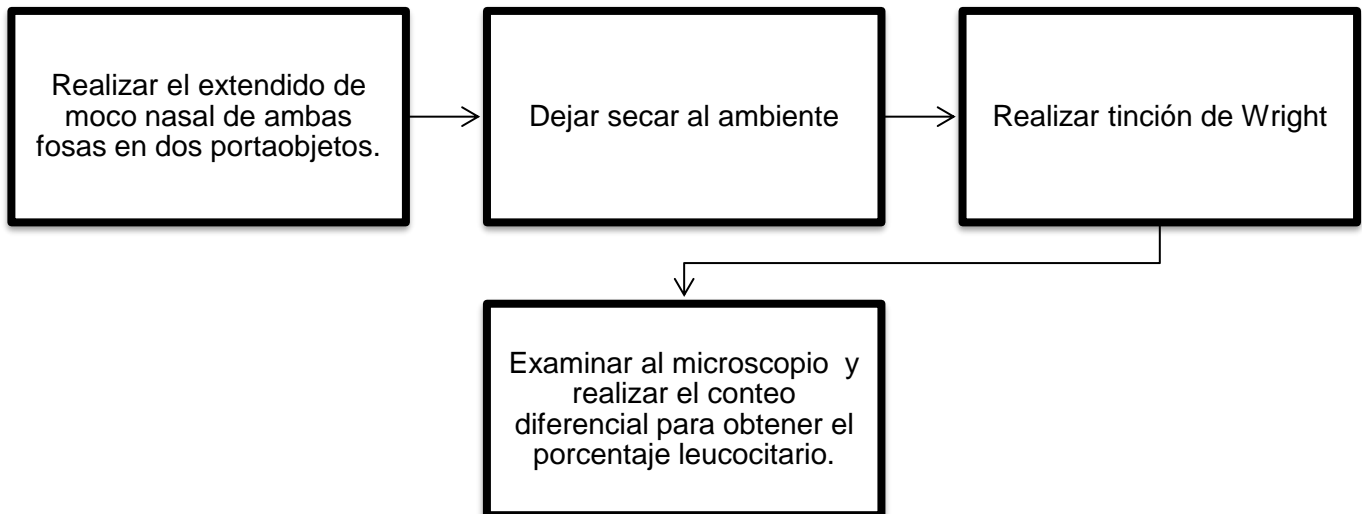 Realizar el extendido de
moco nasal de ambas
fosas en dos portaobjetos.
Dejar secar al ambiente
Realizar tinción de Wright
Examinar al microscopio y
realizar el conteo
diferencial para obtener el
porcentaje leucocitario.